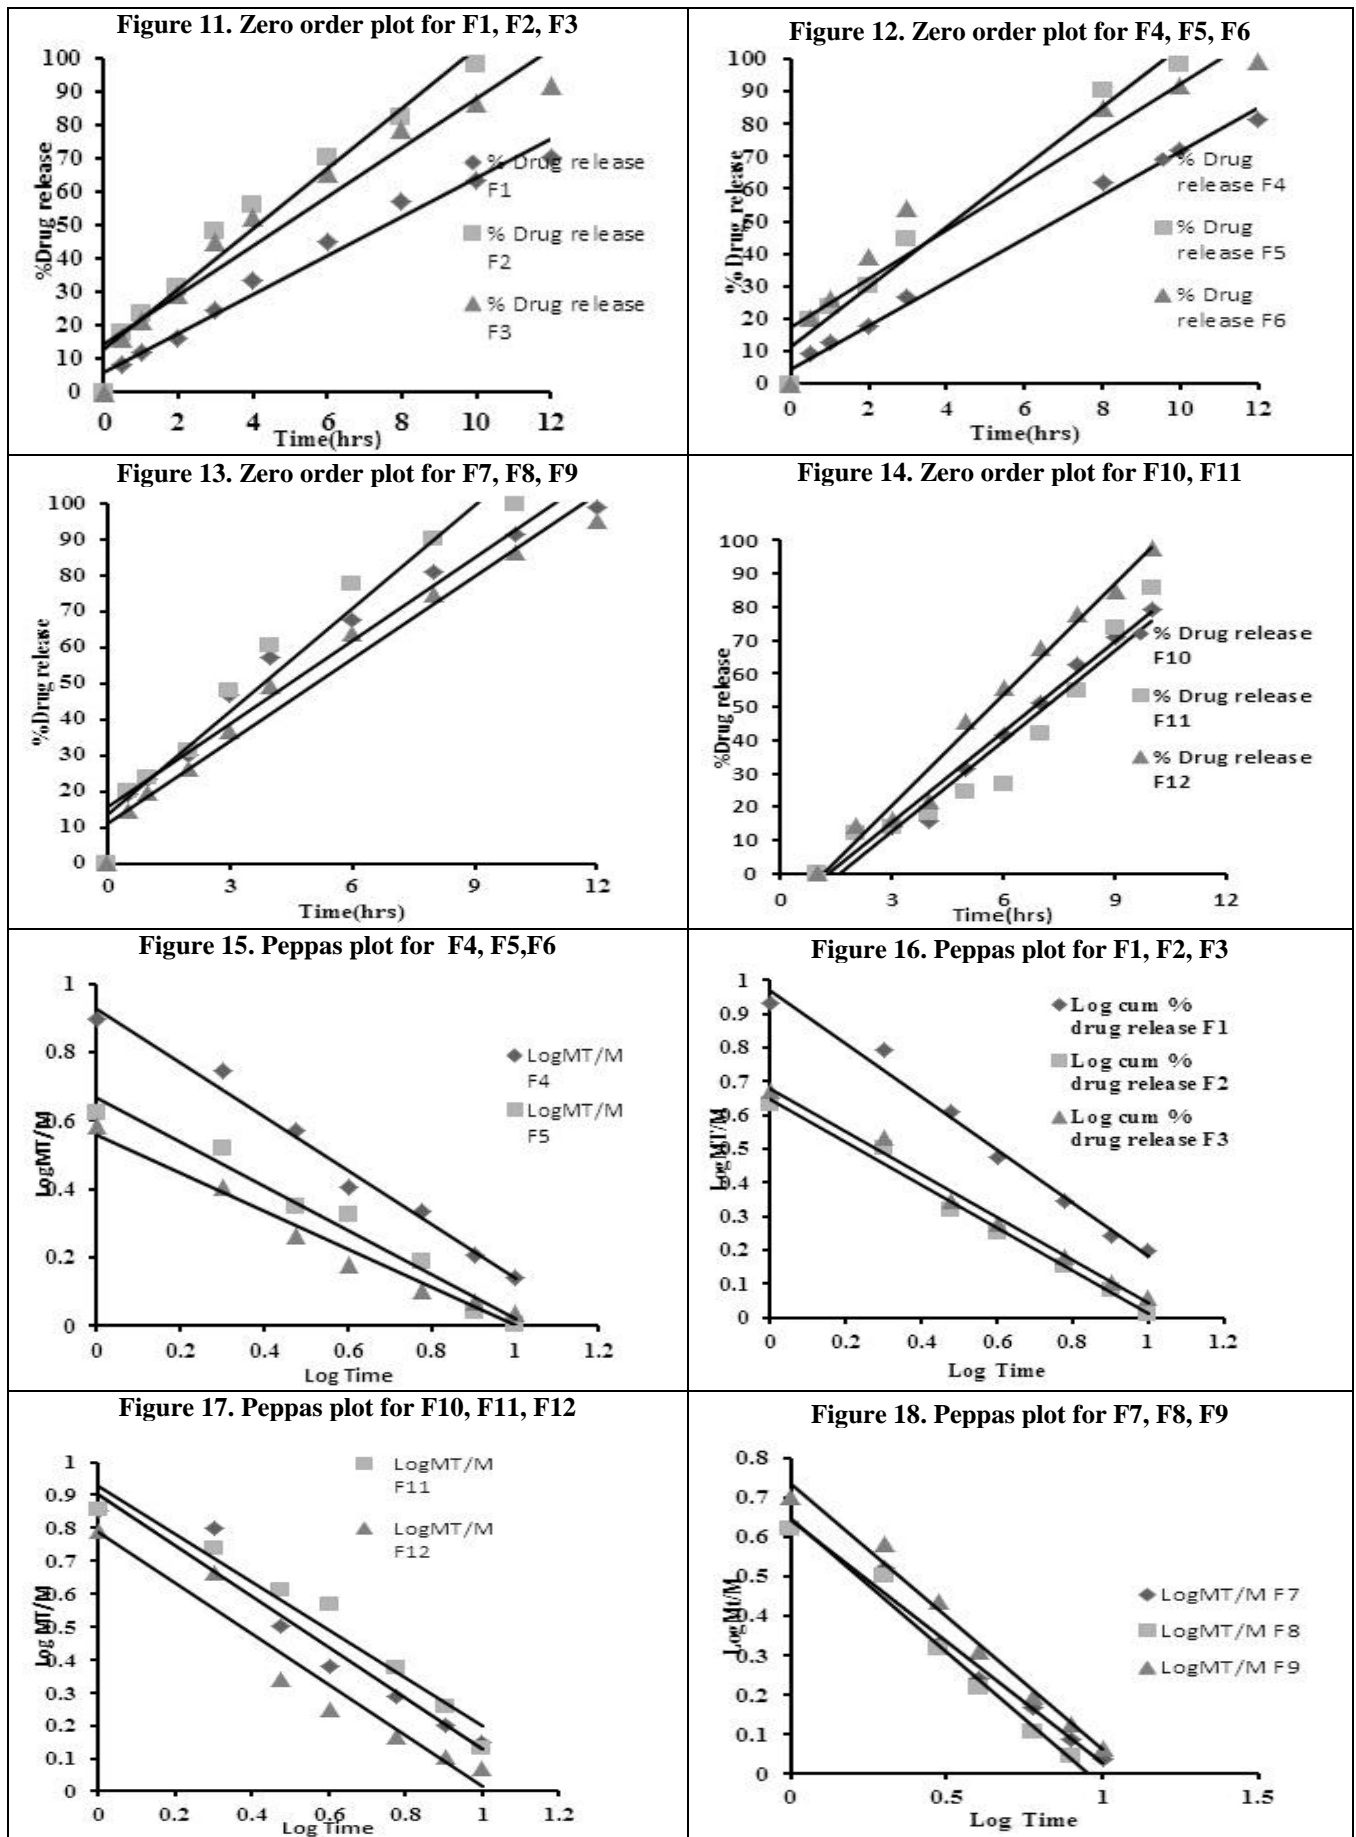 Figure 11. Zero order plot for F1, F2, F3
100
90
80
70
60
50
40
30
20
10
0
%Drug release
0 2 4 6 8 10 12
Time(hrs)
% Drug release
F1
% Drug release
F2
% Drug release
F3
Figure 12. Zero order plot for F4, F5, F6
100
90
80
70
60
50
40
30
20
10
0
% Drug release
0 2 4 6 8 10 12
Time(hrs)
% Drug
release F4
% Drug
release F5
% Drug
release F6
Figure 13. Zero order plot for F7, F8, F9
100
90
80
70
60
50
40
30
20
10
0
%Drug release
0 3 6 9 12
Time(hrs)
Figure 14. Zero order plot for F10, F11
100
90
80
70
60
50
40
30
20
10
0
%Drug release
0 3 6 9 12
Time(hrs)
% Drug release
F10
% Drug release
F11
% Drug release
F12
Figure 15. Peppas plot for F4, F5,F6
1
0.8
0.6
0.4
0.2
0
LogMT/M
0 0.2 0.4 0.6 0.8 1 1.2
Log Time
LogMT/M
F4
LogMT/M
F5
Figure 16. Peppas plot for F1, F2, F3
1
0.9
0.8
0.7
0.6
0.5
0.4
0.3
0.2
0.1
0
LogMT/M
0 0.2 0.4 0.6 0.8 1 1.2
Log Time
Log cum %
drug release F1
Log cum %
drug release F2
Log cum %
drug release F3
Figure 17. Peppas plot for F10, F11, F12
1
0.9
0.8
0.7
0.6
0.5
0.4
0.3
0.2
0.1
0
Log MT/M
0 0.2 0.4 0.6 0.8 1 1.2
Log Time
LogMT/M
F11
LogMT/M
F12
Figure 18. Peppas plot for F7, F8, F9
0.8
0.7
0.6
0.5
0.4
0.3
0.2
0.1
0
LogMt/M
0 0.5 1 1.5
Log Time
LogMT/M F7
LogMT/M F8
LogMT/M F9